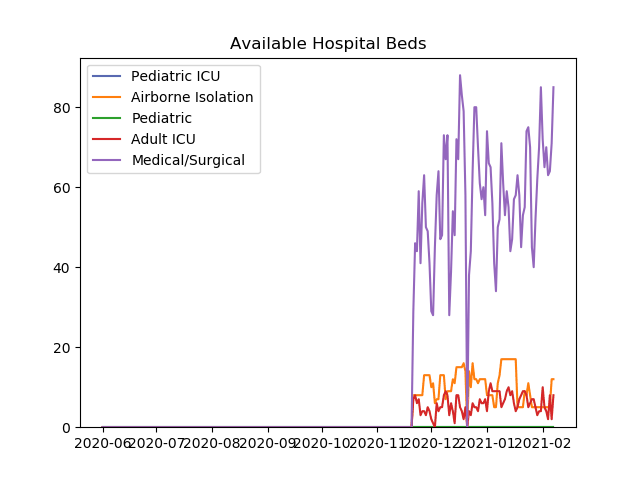 Available Hospital Beds
Pediatric ICU
Airborne Isolation
Pediatric
Adult ICU
Medical/Surgical
80
60
40
20
0
2020-06 2020-07 2020-08 2020-09 2020-10 2020-11 2020-12 2021-01 2021-02